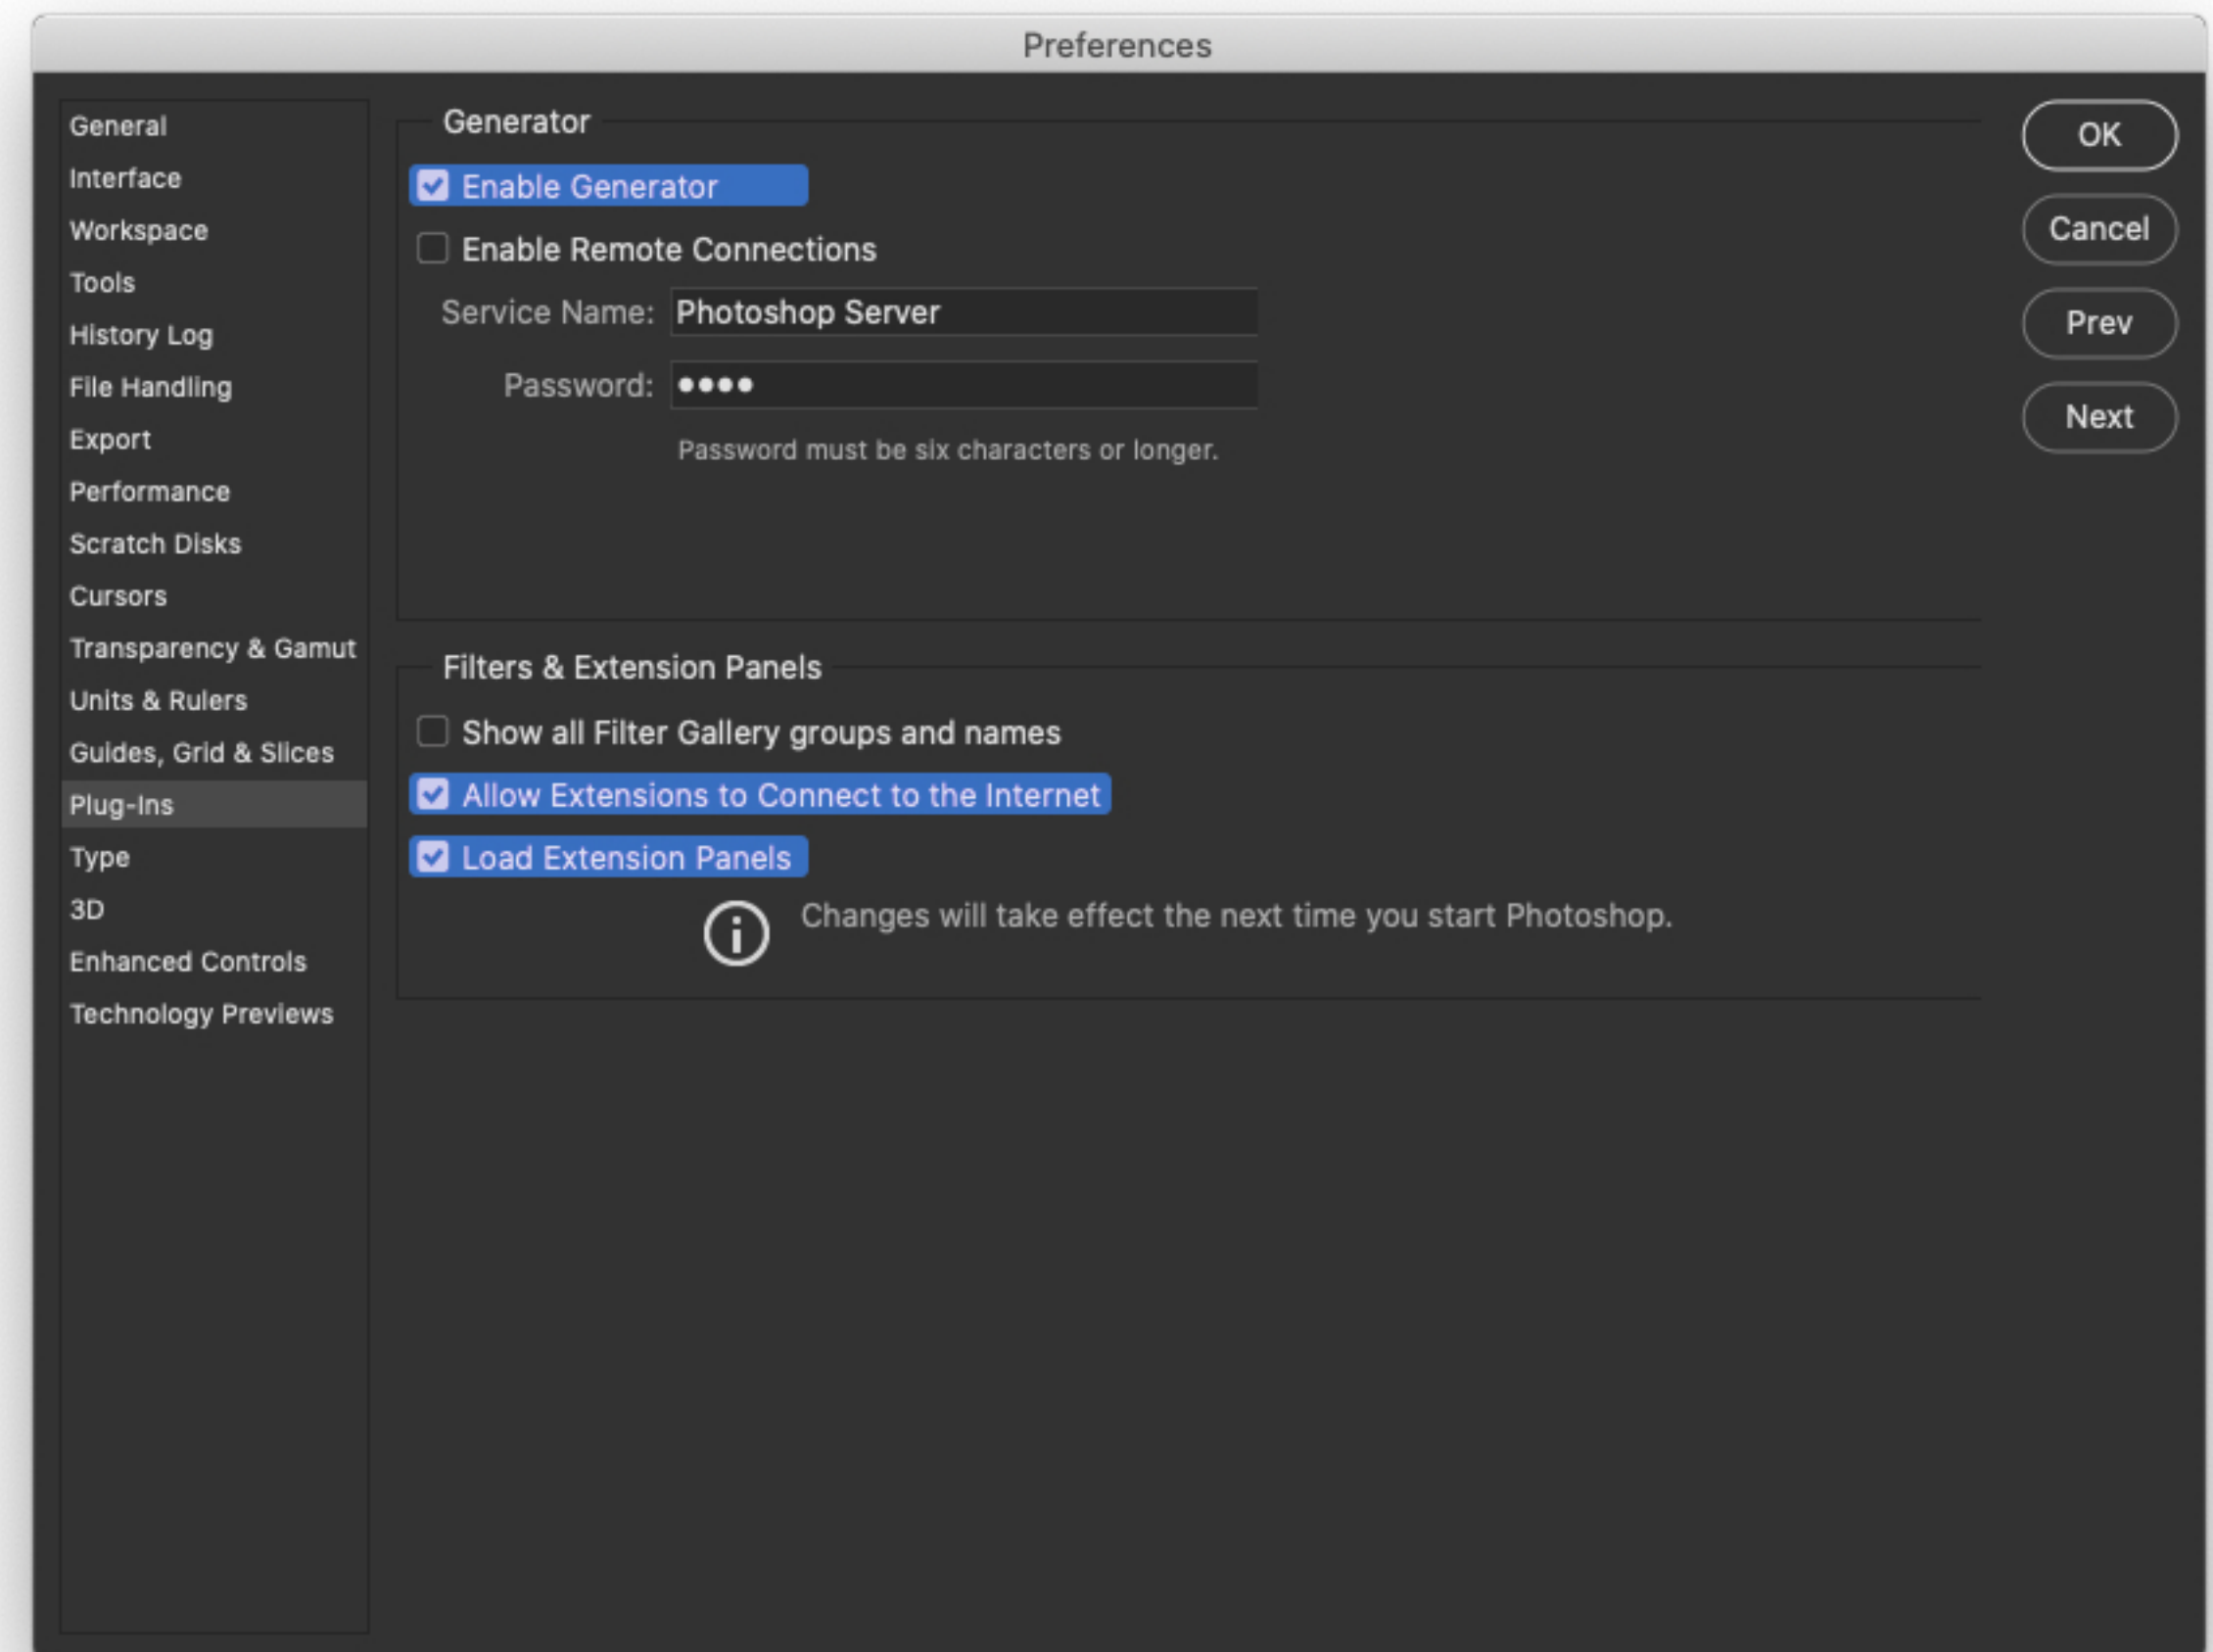 Preferences
General
Interface
Workspace
Tools
History Log
File Handling
Export
Performance
Scratch Disks
Cursors
Transparency & Gamut
Units & Rulers
Guides, Grid & Slices
Plug-Ins
Type
3D
Enhanced Controls
Technology Previews
Generator
Enable Generator
Enable Remote Connections
Service Name: Photoshop Server
Password: ••••
Password must be six characters or longer.
Filters & Extension Panels
Show all Filter Gallery groups and names
Allow Extensions to Connect to the Internet
Load Extension Panels
Changes will take effect the next time you start Photoshop.
OK
Cancel
Prev
Next